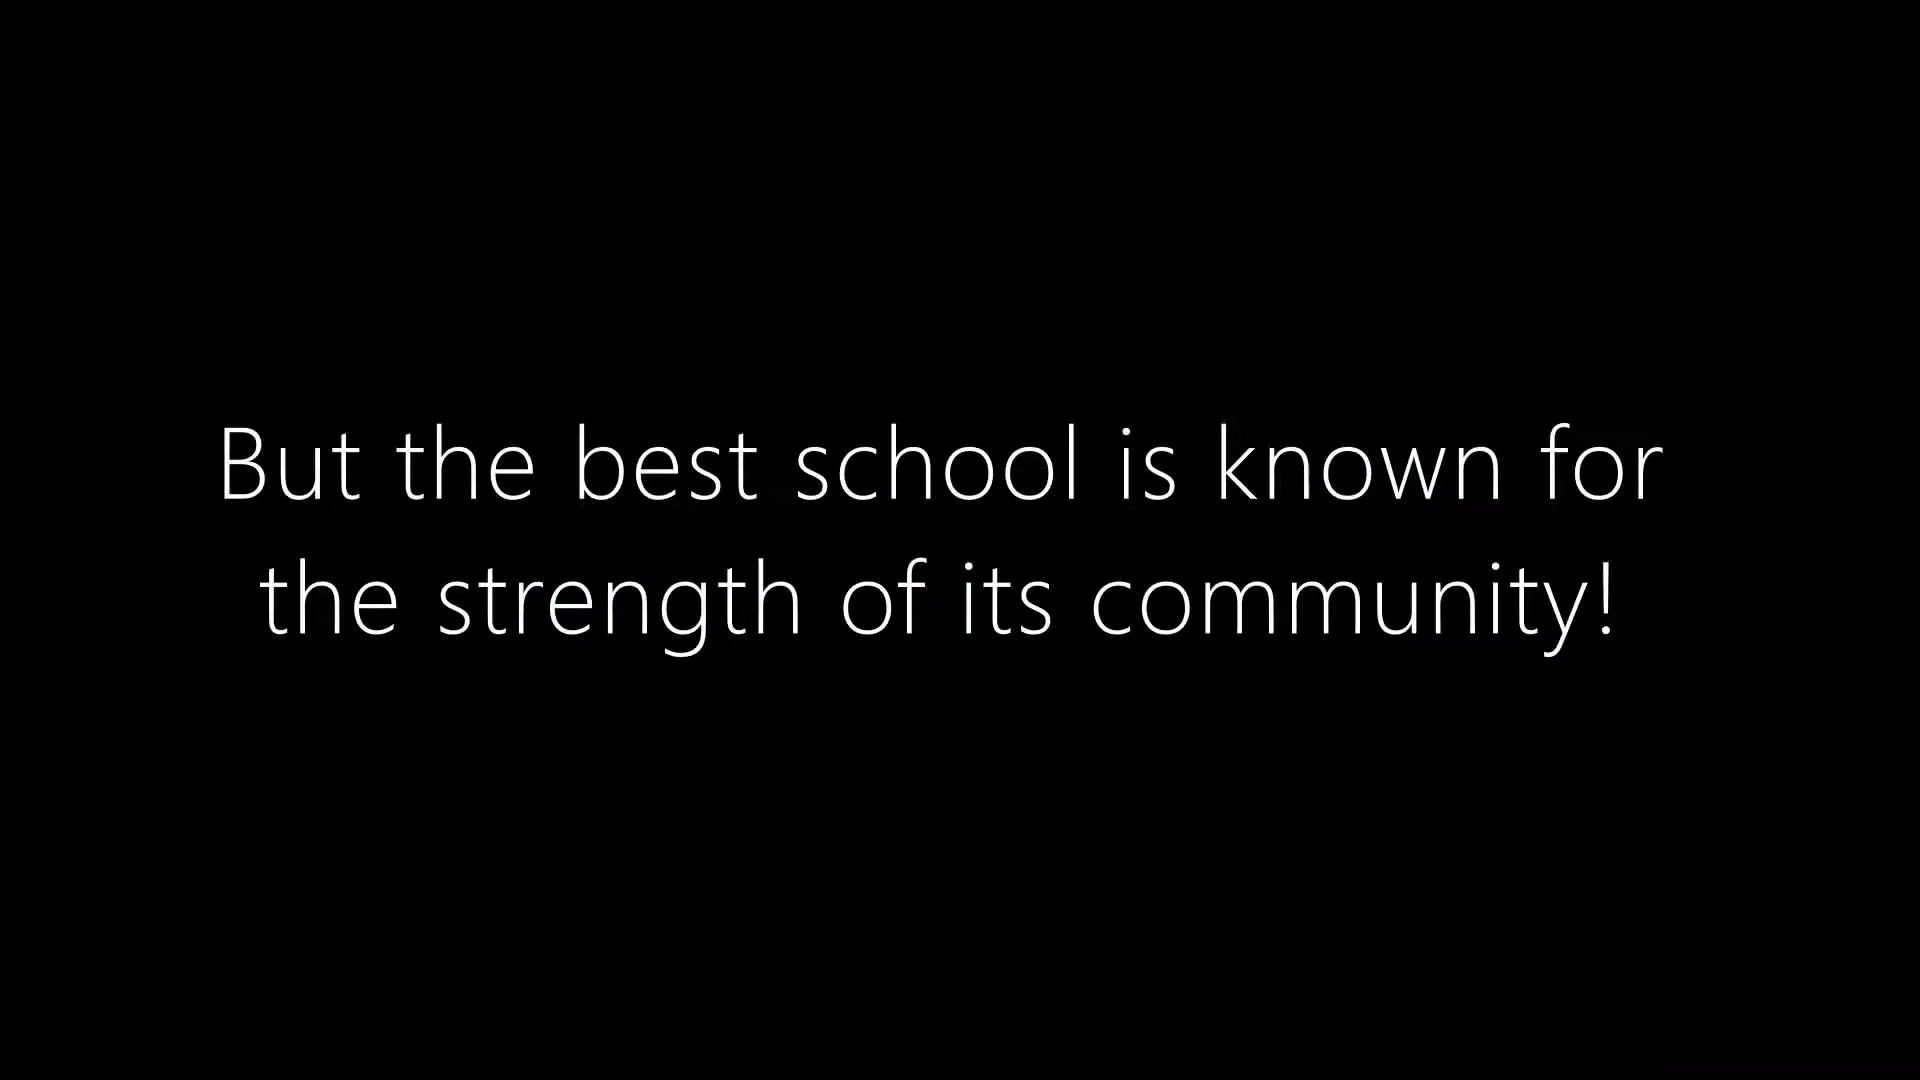 But the best school is known for
the strength of its community!